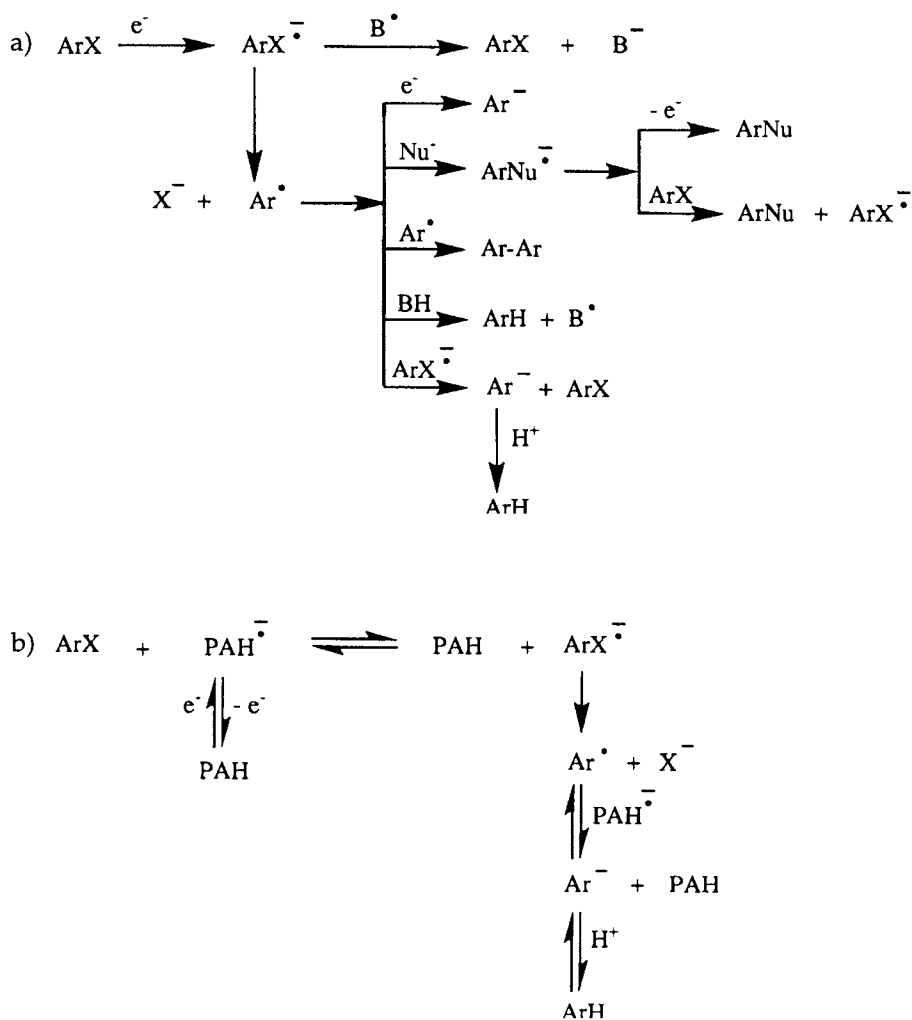 a) ArX e⁻ ArX•⁻ B• ArX + B⁻
e⁻ Ar⁻
- e⁻ ArNu
Nu⁻ ArNu•⁻
X⁻ + Ar• ArX ArNu + ArX•⁻
Ar• Ar-Ar
BH ArH + B•
ArX•⁻ Ar⁻ + ArX
H⁺
ArH
b) ArX + PAH•⁻ PAH + ArX•⁻
e⁻ - e⁻
PAH Ar• + X⁻
PAH•⁻
Ar⁻ + PAH
H⁺
ArH